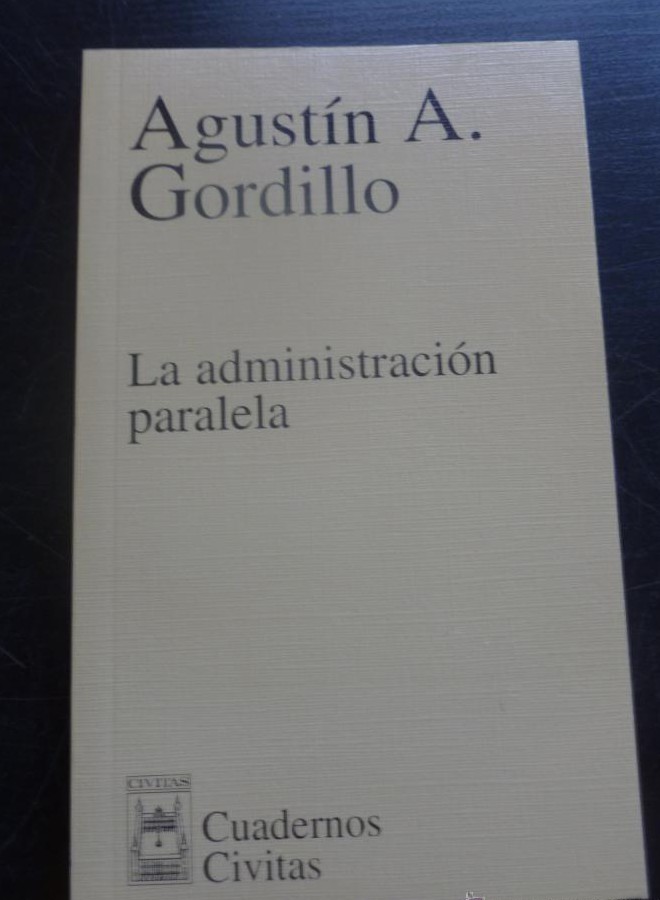 Agustín A.
Gordillo
La administración
paralela
CIVITAS
Cuadernos
Civitas